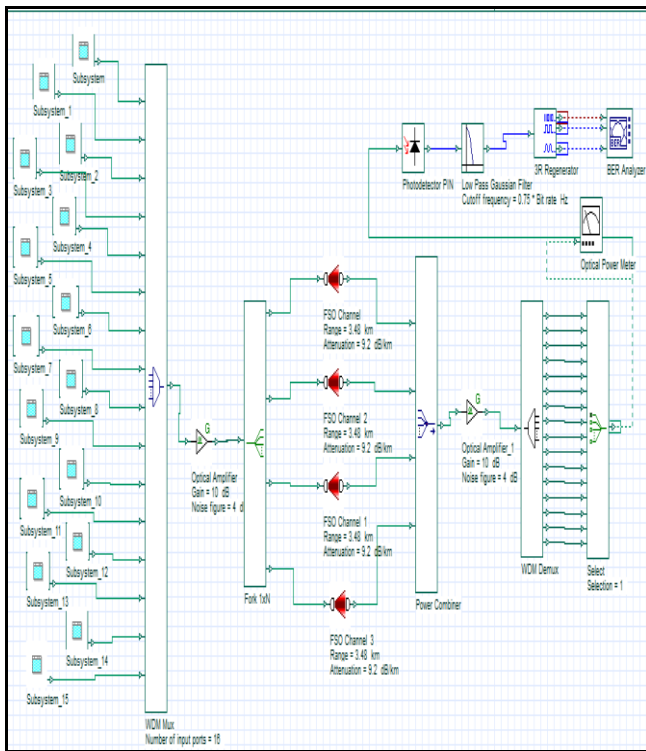 Subsystem
Subsystem_1
Subsystem_2
Subsystem_3
Subsystem_4
Subsystem_5
Subsystem_6
Subsystem_7
Subsystem_8
Subsystem_9
Subsystem_10
Subsystem_11
Subsystem_12
Subsystem_13
Subsystem_14
Subsystem_15
WDM Mux
Number of input ports = 16
G
Optical Amplifier
Gain = 10 dB
Noise figure = 4 d
Fork 1xN
FSO Channel
Range = 3.48 km
Attenuation = 9.2 dB/km
FSO Channel 2
Range = 3.48 km
Attenuation = 9.2 dB/km
FSO Channel 1
Range = 3.48 km
Attenuation = 9.2 dB/km
FSO Channel 3
Range = 3.48 km
Attenuation = 9.2 dB/km
Power Combiner
G
Optical Amplifier_1
Gain = 10 dB
Noise figure = 4 dB
WDM Demux
Select
Selection = 1
Photodetector PIN
Low Pass Gaussian Filter
Cutoff frequency = 0.75 * Bit rate Hz
3R Regenerator
BER
BER Analyzer
Optical Power Meter